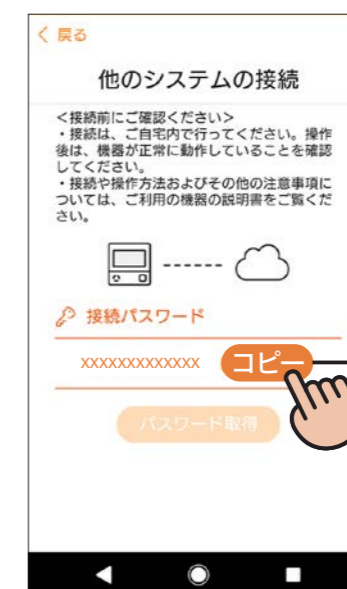 戻る
他のシステムの接続
<接続前にご確認ください>
・接続は、ご自宅内で行ってください。操作
後は、機器が正常に動作していることを確認
してください。
・接続や操作方法およびその他の注意事項に
ついては、ご利用の機器の説明書をご覧くだ
さい。
接続パスワード
XXXXXXXXXXXXX コピー
パスワード取得